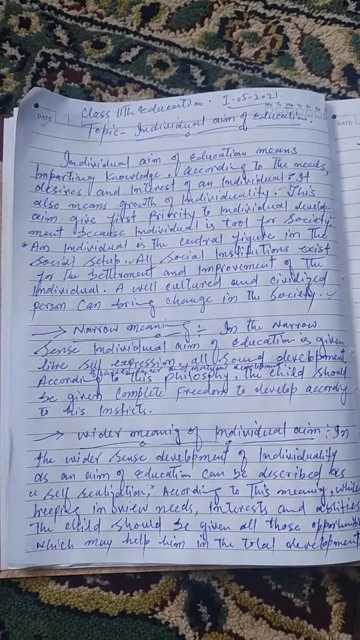 Class 11th Education. 1-05-2021
DATE
Topic- Individual aim of Education.
Individual aim of Education means
Imparting knowledge, according to the needs,
desires and Interest of an Individual. It
also means growth of Individuality. This
aim give first Priority to Individual develop-
ment because Individual is tool for Society.
An Individual is the central figure in the
Social setup. All Social Institutions exist
for the betterment and Improvement of the
Individual. A well cultured and civilized
person can bring change in the Society.
→ Narrow meaning :- In the Narrow
Sense Individual aim of Education is given
like Self expression, all Sound development
According to this Philosophy, the child should
be given complete Freedom to develop accordy
to his Instincts.
→ wider meaning of Individual aim: In
the wider sense development of Individuality
as an aim of Education can be described as
"Self Realization," According to This meaning, while
keeping in view needs, Interests and abilities
The child should be given all those opportuni
which may help him in the total development